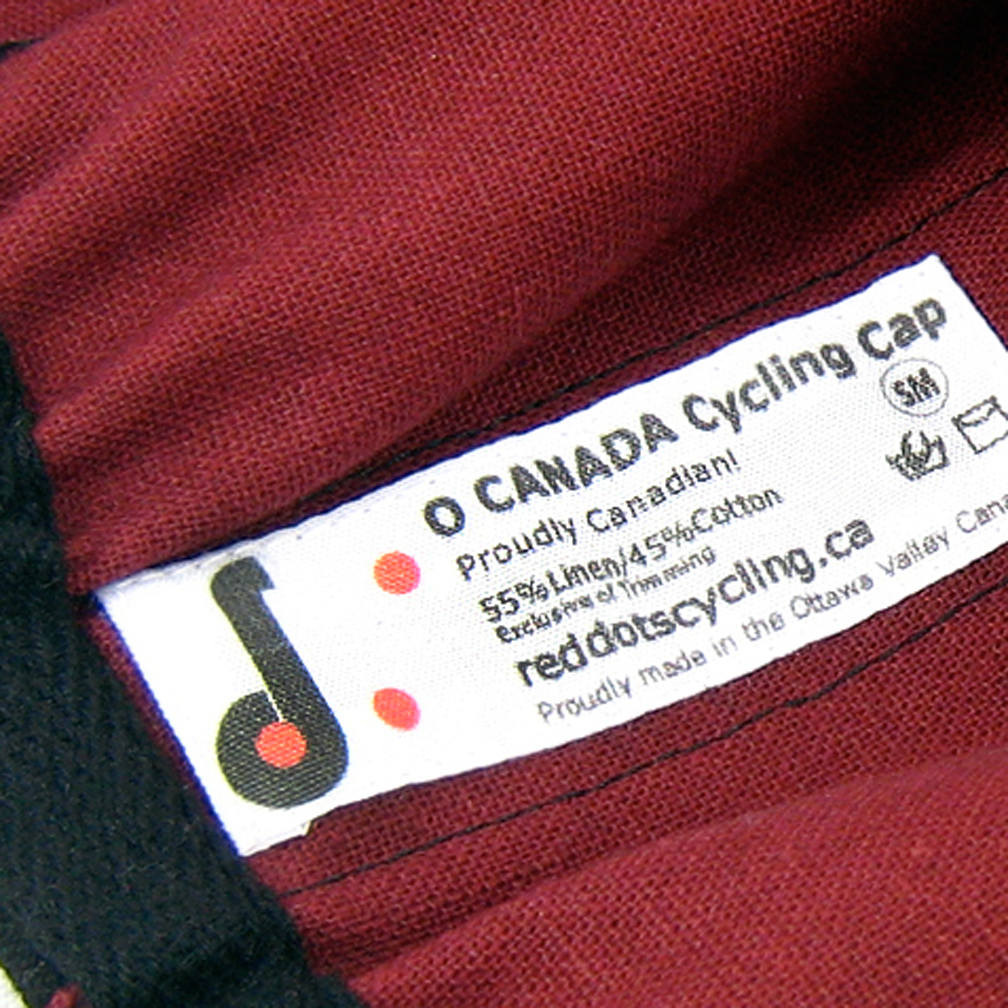 O CANADA Cycling Cap
SM
Proudly Canadian!
55%Linen/45%Cotton
Exclusive of Trimming
reddotscycling.ca
Proudly made in the Ottawa Valley Cana